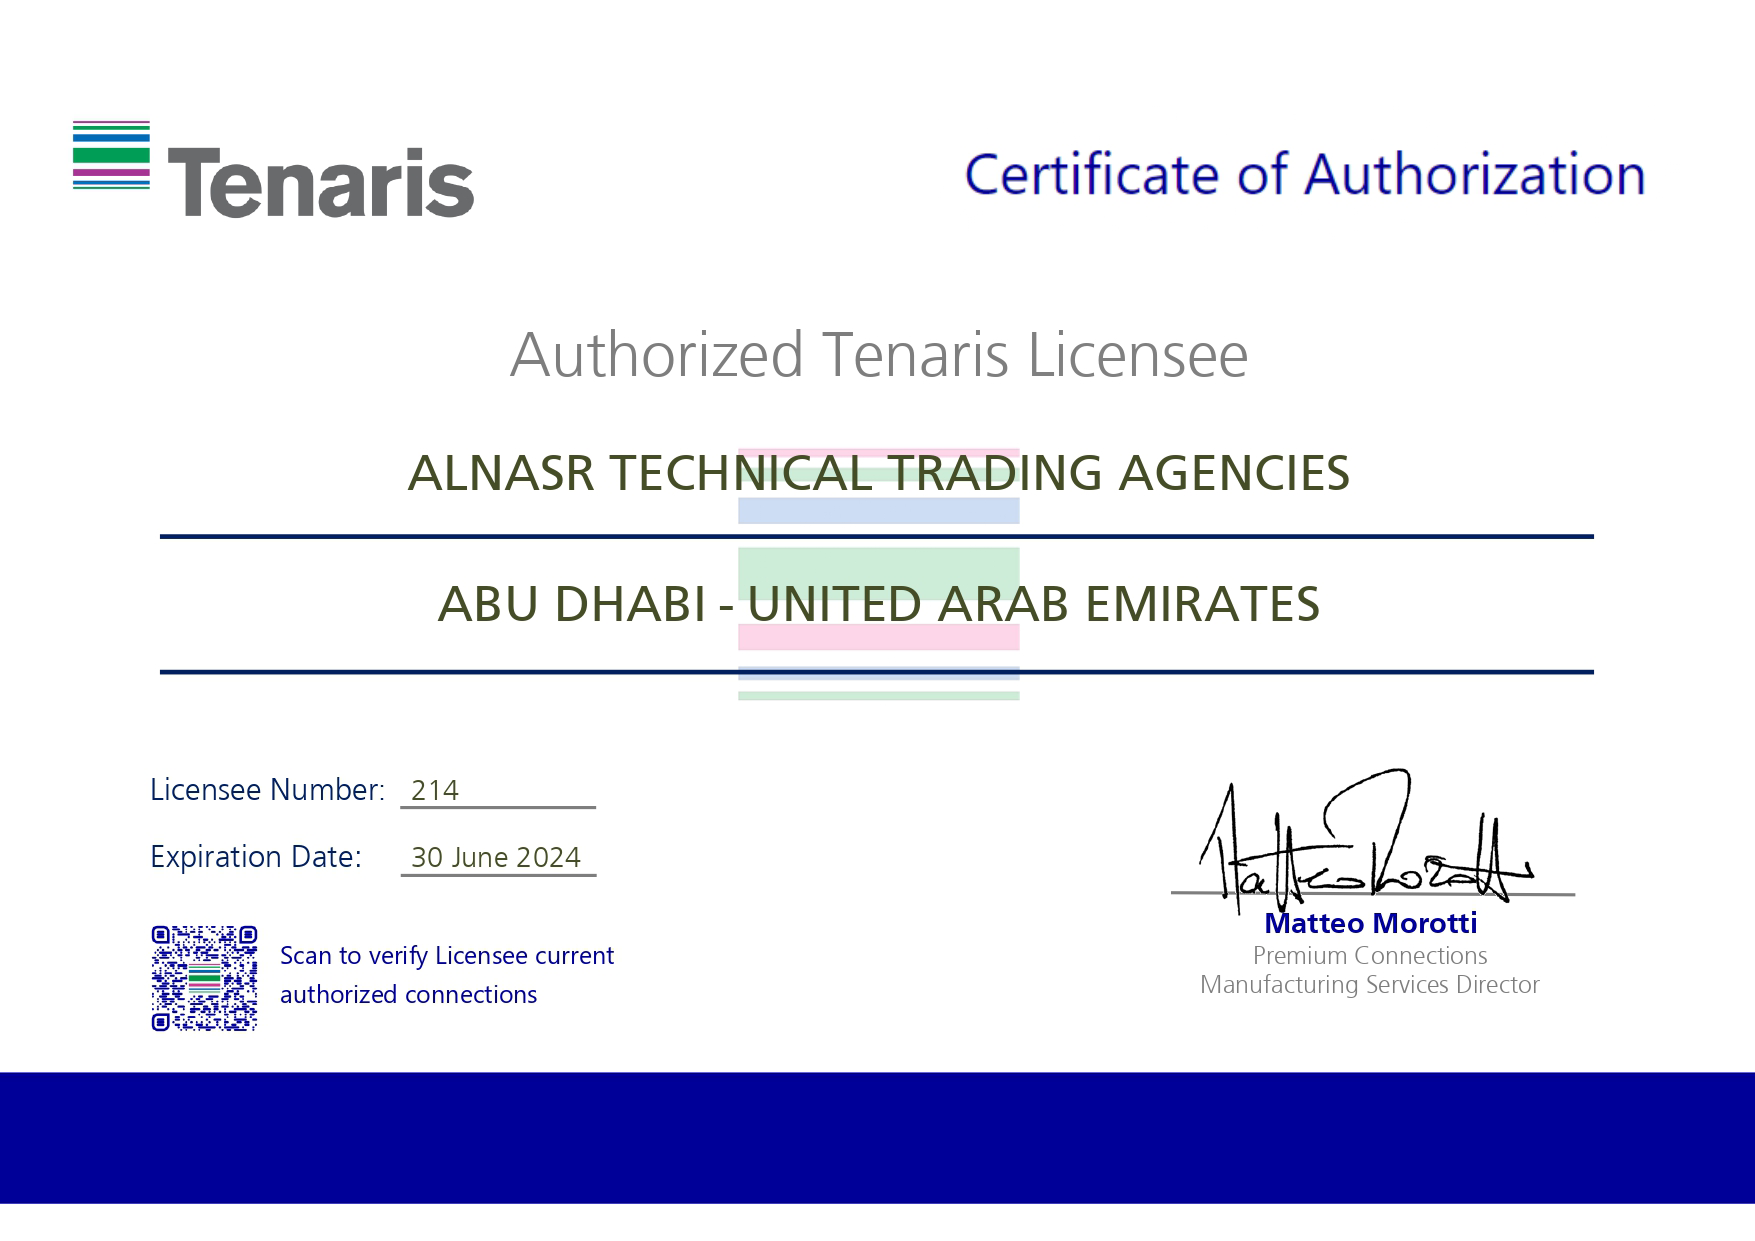 Tenaris
Certificate of Authorization
Authorized Tenaris Licensee
ALNASR TECHNICAL TRADING AGENCIES
ABU DHABI - UNITED ARAB EMIRATES
Licensee Number: 214
Expiration Date: 30 June 2024
Scan to verify Licensee current
authorized connections
Matteo Morotti
Matteo Morotti
Premium Connections
Manufacturing Services Director